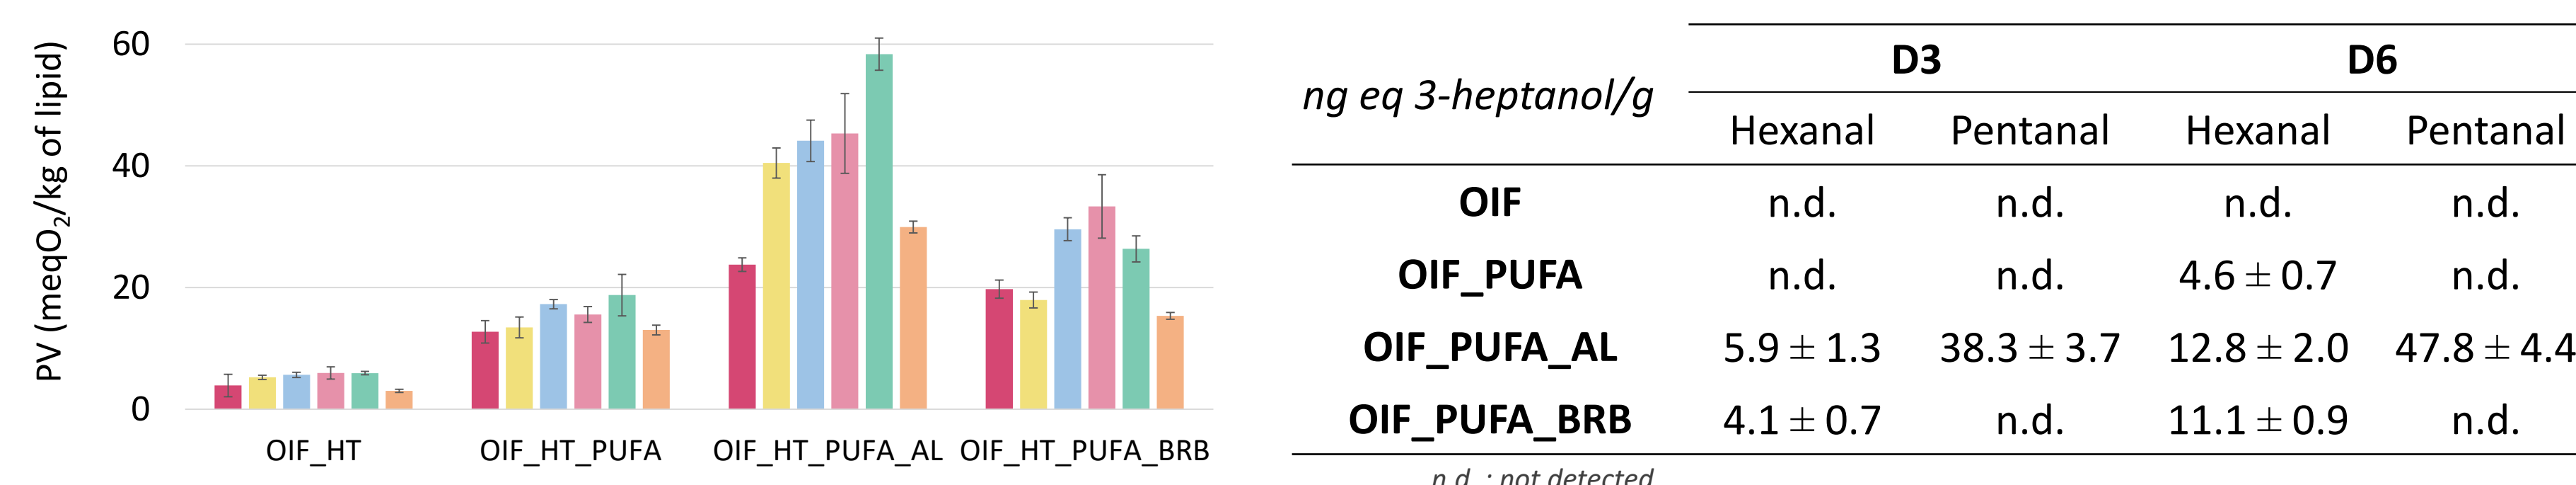 PV (meqO₂/kg of lipid)
60
40
20
0
OIF_HT OIF_HT_PUFA OIF_HT_PUFA_AL OIF_HT_PUFA_BRB
D3 D6
ng eq 3-heptanol/g
Hexanal Pentanal Hexanal Pentanal
OIF n.d. n.d. n.d. n.d.
OIF_PUFA n.d. n.d. 4.6 ± 0.7 n.d.
OIF_PUFA_AL 5.9 ± 1.3 38.3 ± 3.7 12.8 ± 2.0 47.8 ± 4.4
OIF_PUFA_BRB 4.1 ± 0.7 n.d. 11.1 ± 0.9 n.d.
n.d. : not detected